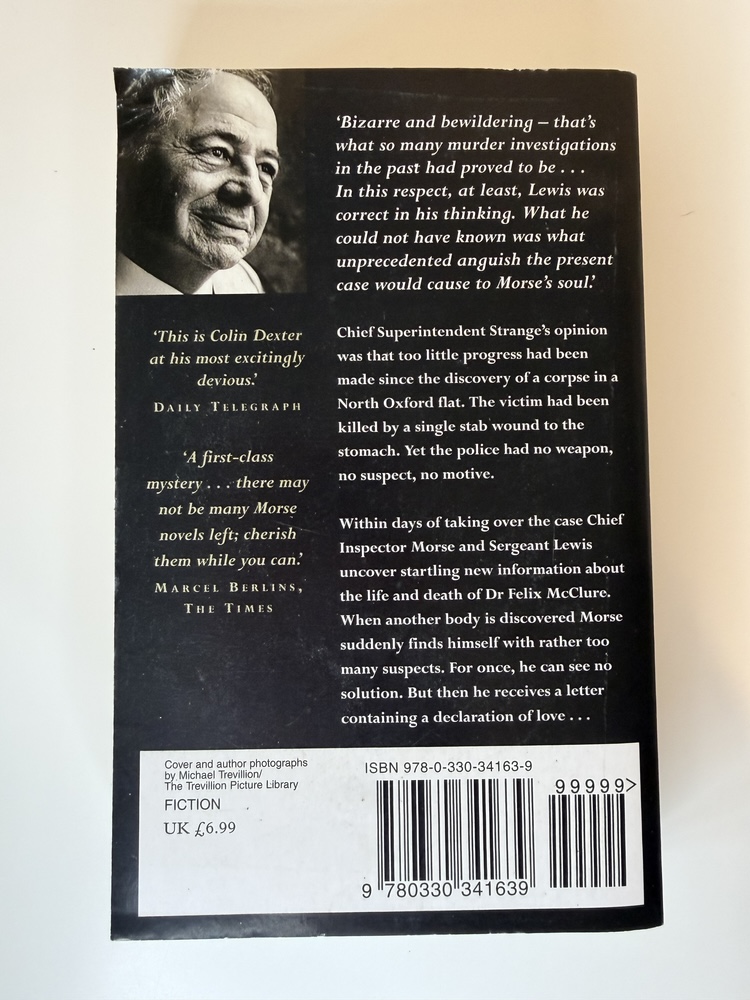 ‘Bizarre and bewildering – that’s
what so many murder investigations
in the past had proved to be . . .
In this respect, at least, Lewis was
correct in his thinking. What he
could not have known was what
unprecedented anguish the present
case would cause to Morse’s soul.’
‘This is Colin Dexter
at his most excitingly
devious.’
DAILY TELEGRAPH
‘A first-class
mystery . . . there may
not be many Morse
novels left; cherish
them while you can.’
MARCEL BERLINS,
THE TIMES
Chief Superintendent Strange’s opinion
was that too little progress had been
made since the discovery of a corpse in a
North Oxford flat. The victim had been
killed by a single stab wound to the
stomach. Yet the police had no weapon,
no suspect, no motive.
Within days of taking over the case Chief
Inspector Morse and Sergeant Lewis
uncover startling new information about
the life and death of Dr Felix McClure.
When another body is discovered Morse
suddenly finds himself with rather too
many suspects. For once, he can see no
solution. But then he receives a letter
containing a declaration of love . . .
Cover and author photographs
by Michael Trevillion/
The Trevillion Picture Library
FICTION
UK £6.99
ISBN 978-0-330-34163-9
99999>
9 780330 341639